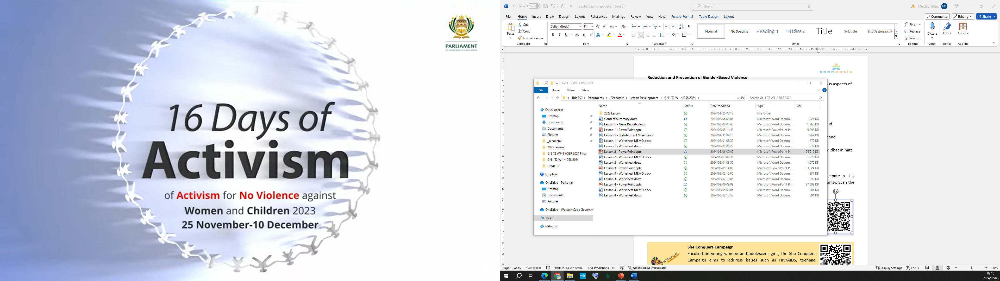 PARLIAMENT
OF THE REPUBLIC OF SOUTH AFRICA
16 Days of
Activism
of Activism for No Violence against
Women and Children 2023
25 November-10 December
AutoSave On
Content Summary.docx • Saved
Search
Melchior Botes MB
File Home Insert Draw Design Layout References Mailings Review View Help Picture Format Table Design Layout
Comments Editing Share
Paste Cut
Copy
Format Painter
Clipboard
Calibri (Body) 11
Font
Paragraph
Normal No Spacing Heading 1 Heading 2 Title Subtitle Subtle Emphasis
Styles
Find
Replace
Select
Editing
Dictate
Voice
Editor
Editor
Add-ins
Add-ins
teenactiv
Reduction and Prevention of Gender-Based Violence
us aspects of
nd
and
d disseminate
icipate in. It is
unity. Scan the
Gr11 T2 W1-4 DSS 2024
File Home Share View
This PC Documents _Teenactiv Lesson Development Gr11 T2 W1-4 DSS 2024
Search Gr11 T2 W1-4 DSS 2024
Quick access
Desktop
Downloads
Documents
Pictures
_Teenactiv
2023 Lesson
Gr8 T2 W7-9 HSER 2024 Final
Gr11 T2 W1-4 DSS 2024
Grade 11
Dropbox
OneDrive - Personal
Desktop
Documents
Pictures
OneDrive - Western Cape Governm
This PC
Network
Name Status Date modified Type Size
2023 Lesson 2024/01/25 07:13 File folder
Content Summary.docx 2024/02/06 09:04 Microsoft Word Docum... 924 KB
Lesson 1 - News Reports.docx 2024/02/02 08:40 Microsoft Word Docum... 1 265 KB
Lesson 1 - PowerPoint.pptx 2024/02/05 11:43 Microsoft PowerPoint P... 9 398 KB
Lesson 1 - Statistics Fact Sheet.docx 2024/01/31 09:13 Microsoft Word Docum... 269 KB
Lesson 1 - Worksheet MEMO.docx 2024/02/01 08:30 Microsoft Word Docum... 279 KB
Lesson 1 - Worksheet.docx 2024/02/01 08:27 Microsoft Word Docum... 279 KB
Lesson 2 - PowerPoint.pptx 2024/02/06 09:09 Microsoft PowerPoint P... 24 017 KB
Lesson 2 - Worksheet MEMO.docx 2024/02/01 09:30 Microsoft Word Docum... 1 679 KB
Lesson 2 - Worksheet.docx 2024/02/01 08:55 Microsoft Word Docum... 1 670 KB
Lesson 3 - PowerPoint.pptx 2024/02/05 14:08 Microsoft PowerPoint P... 23 024 KB
Lesson 3 - Worksheet MEMO.docx 2024/02/02 10:06 Microsoft Word Docum... 331 KB
Lesson 3 - Worksheet.docx 2024/02/02 10:05 Microsoft Word Docum... 299 KB
Lesson 4 - PowerPoint.pptx 2024/02/06 09:09 Microsoft PowerPoint P... 27 598 KB
Lesson 4 - Worksheet MEMO.docx 2024/02/05 09:05 Microsoft Word Docum... 304 KB
Lesson 4 - Worksheet.docx 2024/02/02 10:53 Microsoft Word Docum... 391 KB
She Conquers Campaign
Focused on young women and adolescent girls, the She Conquers
Campaign aims to address issues such as HIV/AIDS, teenage
she conquers
Page 12 of 15 4084 words English (South Africa) Text Predictions: On Accessibility: Investigate
Display Settings Focus 110%
09:10
2024/02/06